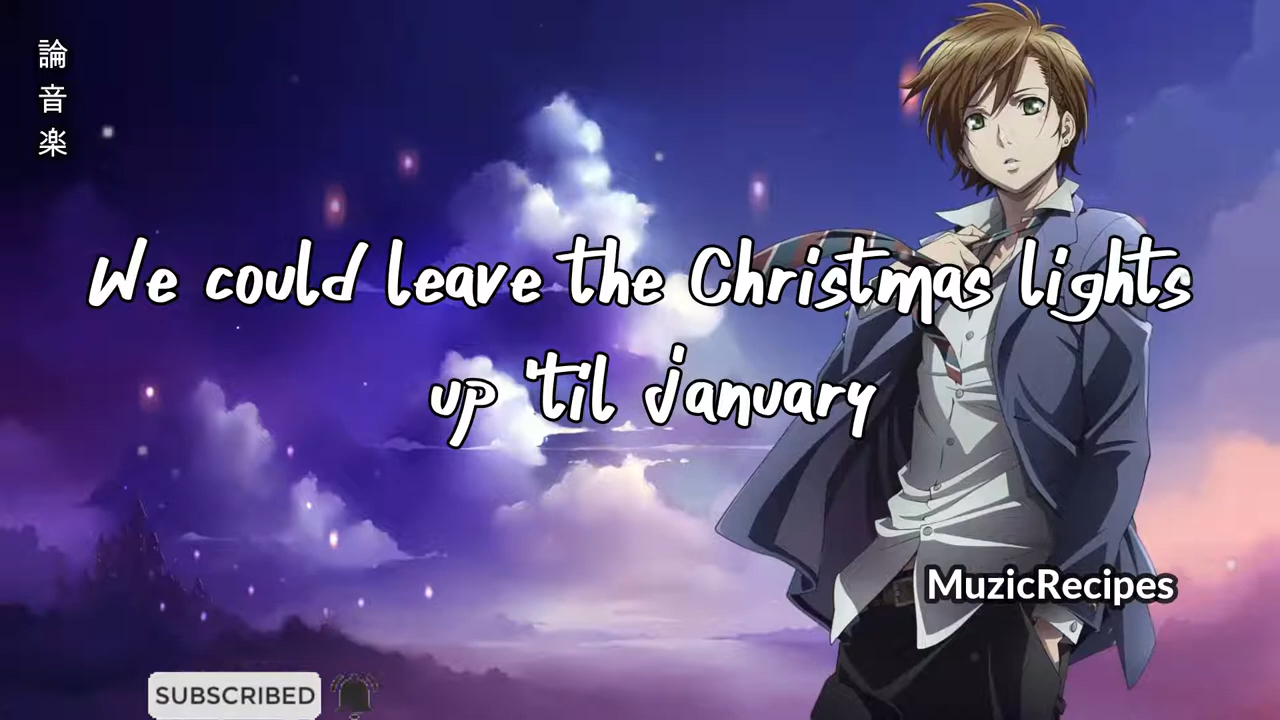 論音楽
We could leave the Christmas lights
up 'til january
MuzicRecipes
SUBSCRIBED